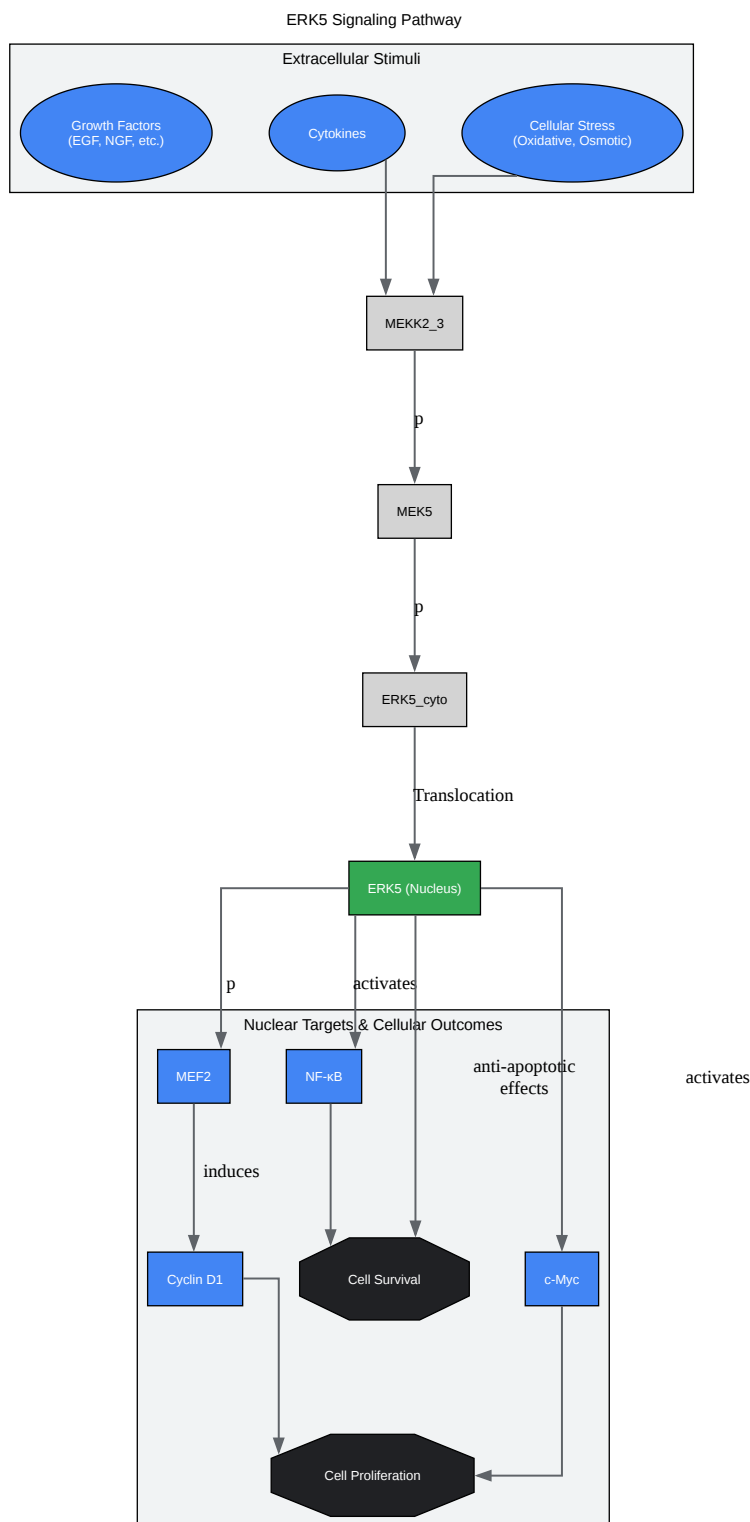 ERK5 Signaling Pathway
Extracellular Stimuli
Growth Factors
(EGF, NGF, etc.)
Cytokines
Cellular Stress
(Oxidative, Osmotic)
MEKK2_3
p
MEK5
p
ERK5_cyto
Translocation
ERK5 (Nucleus)
p
activates
Nuclear Targets & Cellular Outcomes
MEF2
NF-κB
anti-apoptotic
effects
activates
induces
Cyclin D1
Cell Survival
c-Myc
Cell Proliferation